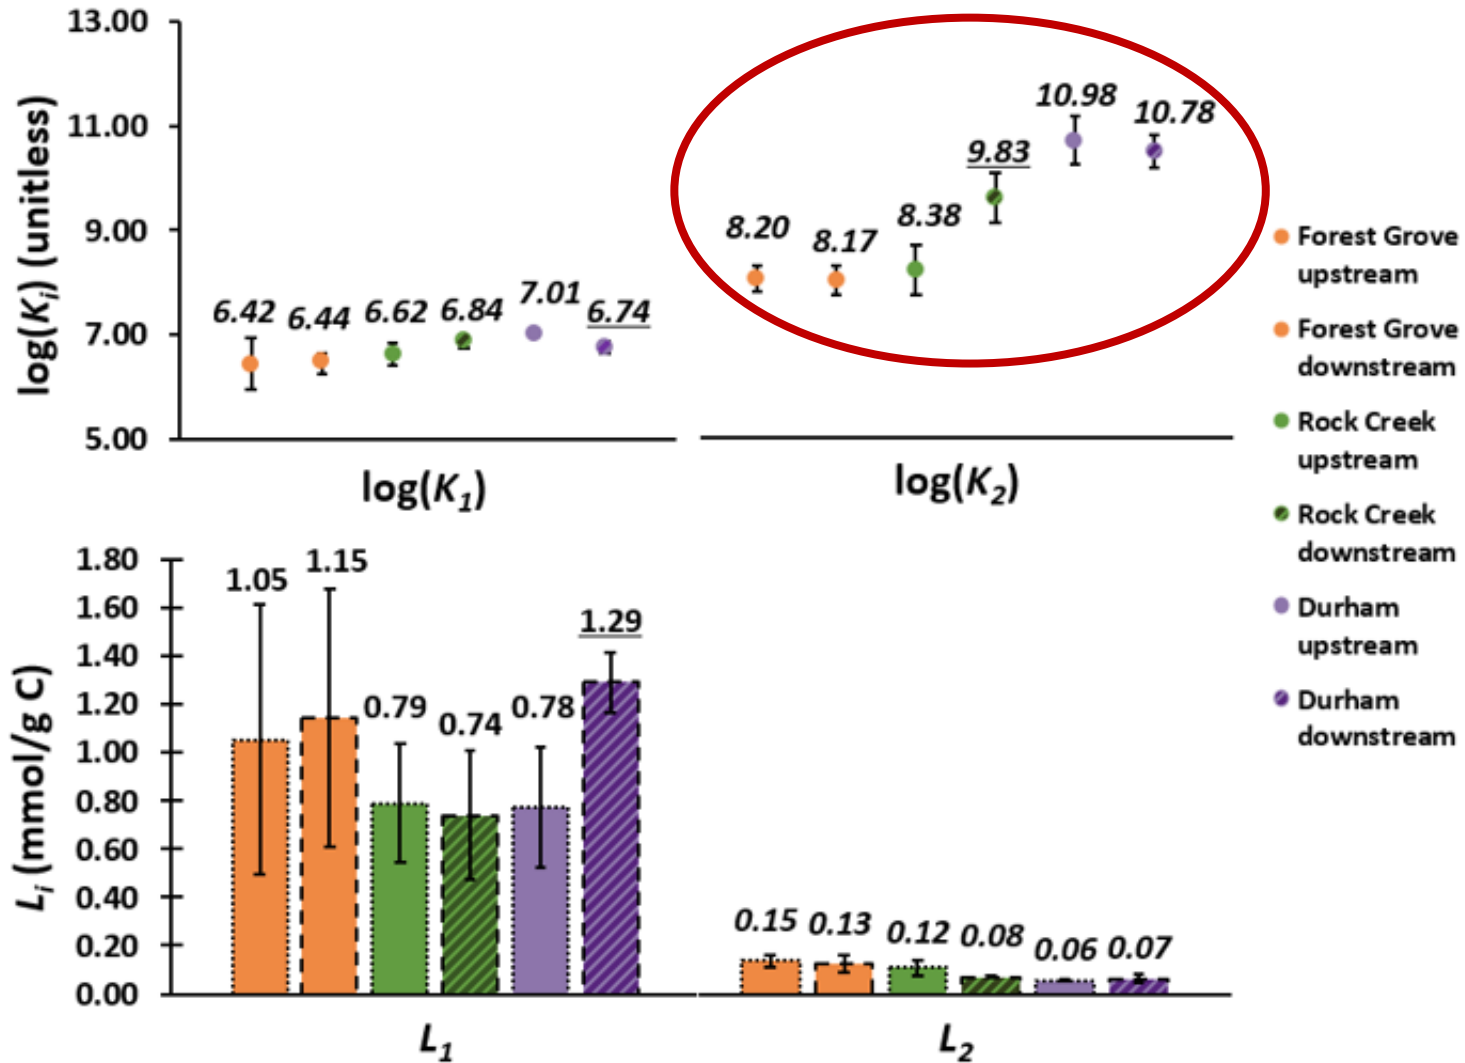 13.00
11.00
9.00
7.00
5.00
log(Ki) (unitless)
6.42 6.44 6.62 6.84 7.01 6.74
8.20 8.17 8.38 9.83 10.98 10.78
log(K1)
log(K2)
Forest Grove
upstream
Forest Grove
downstream
Rock Creek
upstream
Rock Creek
downstream
Durham
upstream
Durham
downstream
1.80
1.60
1.40
1.20
1.00
0.80
0.60
0.40
0.20
0.00
Li (mmol/g C)
1.05 1.15 0.79 0.74 0.78 1.29
0.15 0.13 0.12 0.08 0.06 0.07
L1
L2